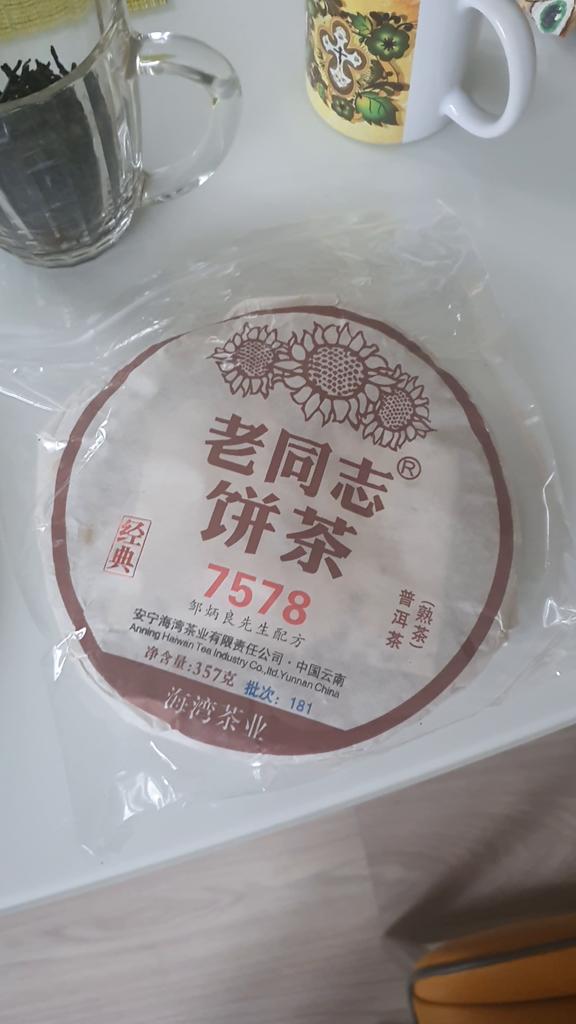 老同志®
饼茶
经典
7578
邹炳良先生配方
(熟茶)
普洱茶
安宁海湾茶业有限责任公司·中国云南
Anning Haiwan Tea Industry Co.,ltd.Yunnan China
净含量:357克 批次: 181
海湾茶业